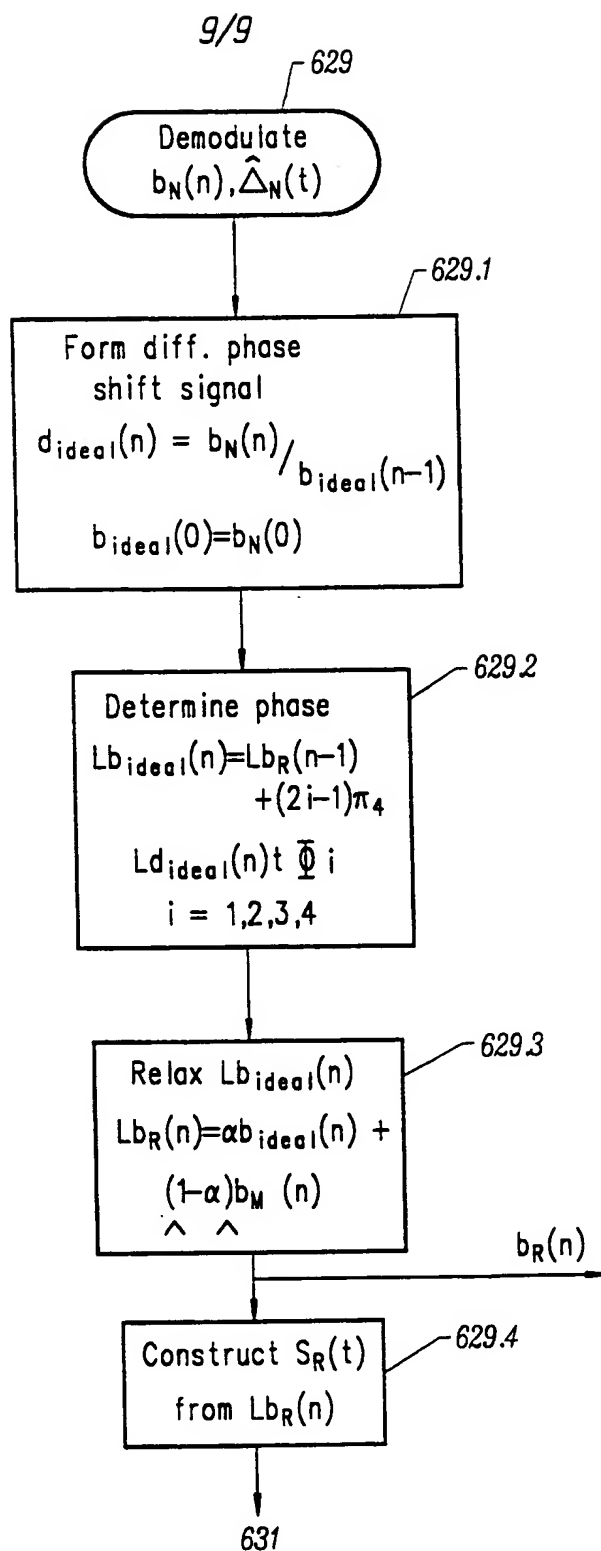 9/9
629
Demodulate
b_N(n), Δ̂_N(t)
629.1
Form diff. phase
shift signal
d_ideal(n) = b_N(n)/b_ideal(n-1)
b_ideal(0)=b_N(0)
629.2
Determine phase
Lb_ideal(n)=Lb_R(n-1)
+(2i-1)π_4
Ld_ideal(n)t Φ i
i = 1,2,3,4
629.3
Relax Lb_ideal(n)
Lb_R(n)=αb_ideal(n) +
(1-α)b_M (n)
^ ^
b_R(n)
629.4
Construct S_R(t)
from Lb_R(n)
631